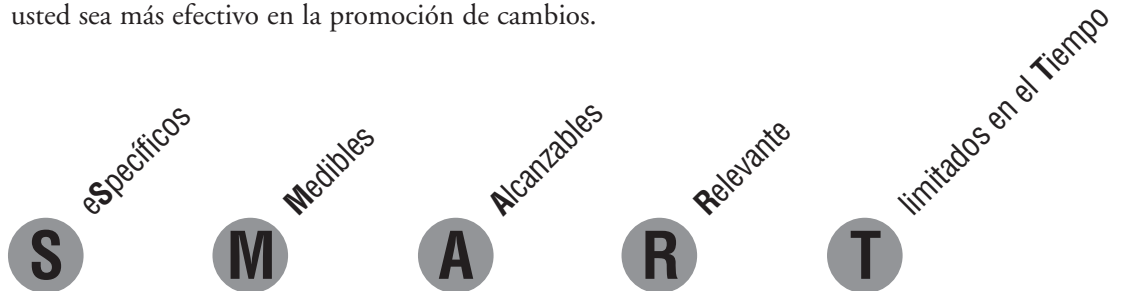 usted sea más efectivo en la promoción de cambios.
eSpecíficos
Medibles
Alcanzables
Relevante
limitados en el Tiempo
S
M
A
R
T